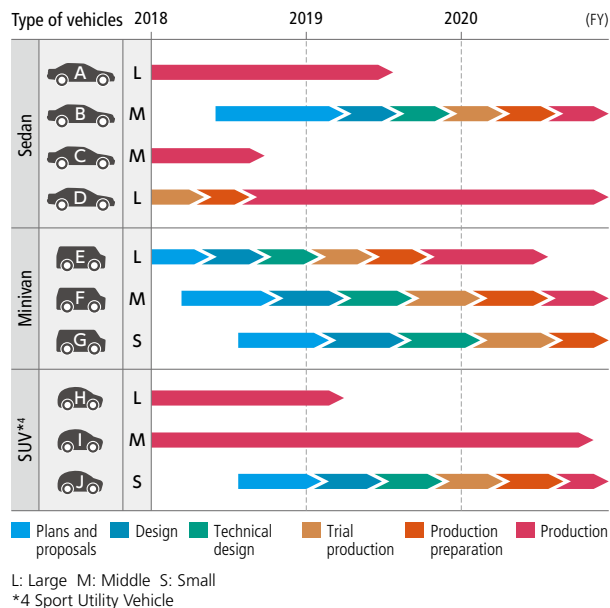 Type of vehicles 2018 2019 2020 (FY)
Sedan
A L
B M
C M
D L
Minivan
E L
F M
G S
SUV*4
H L
I M
J S
Plans and proposals
Design
Technical design
Trial production
Production preparation
Production
L: Large M: Middle S: Small
*4 Sport Utility Vehicle